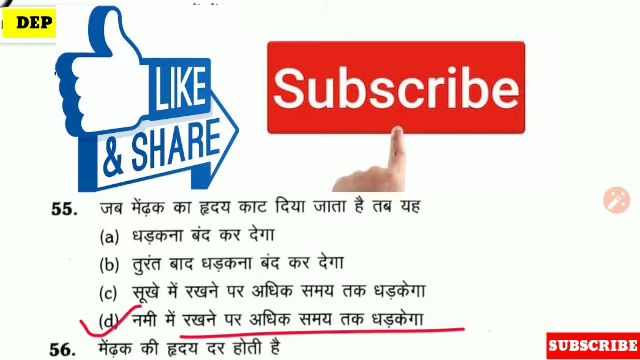 DEP
LIKE
& SHARE
Subscribe
55. जब मेंढ़क का हृदय काट दिया जाता है तब यह
(a) धड़कना बंद कर देगा
(b) तुरंत बाद धड़कना बंद कर देगा
(c) सूखे में रखने पर अधिक समय तक धड़केगा
(d) नमी में रखने पर अधिक समय तक धड़केगा
56. मेंढ़क की हृदय दर होती है
SUBSCRIBE